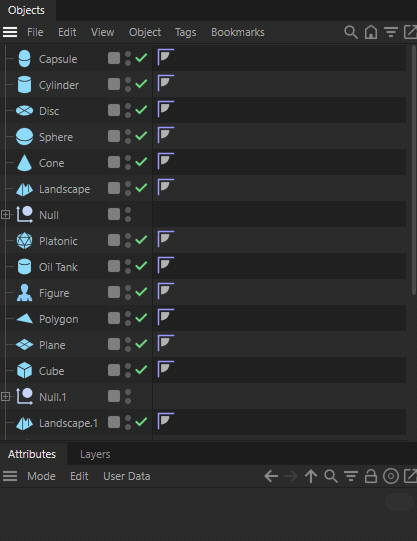 Objects
File Edit View Object Tags Bookmarks
Capsule
Cylinder
Disc
Sphere
Cone
Landscape
Null
Platonic
Oil Tank
Figure
Polygon
Plane
Cube
Null.1
Landscape.1
Attributes Layers
Mode Edit User Data